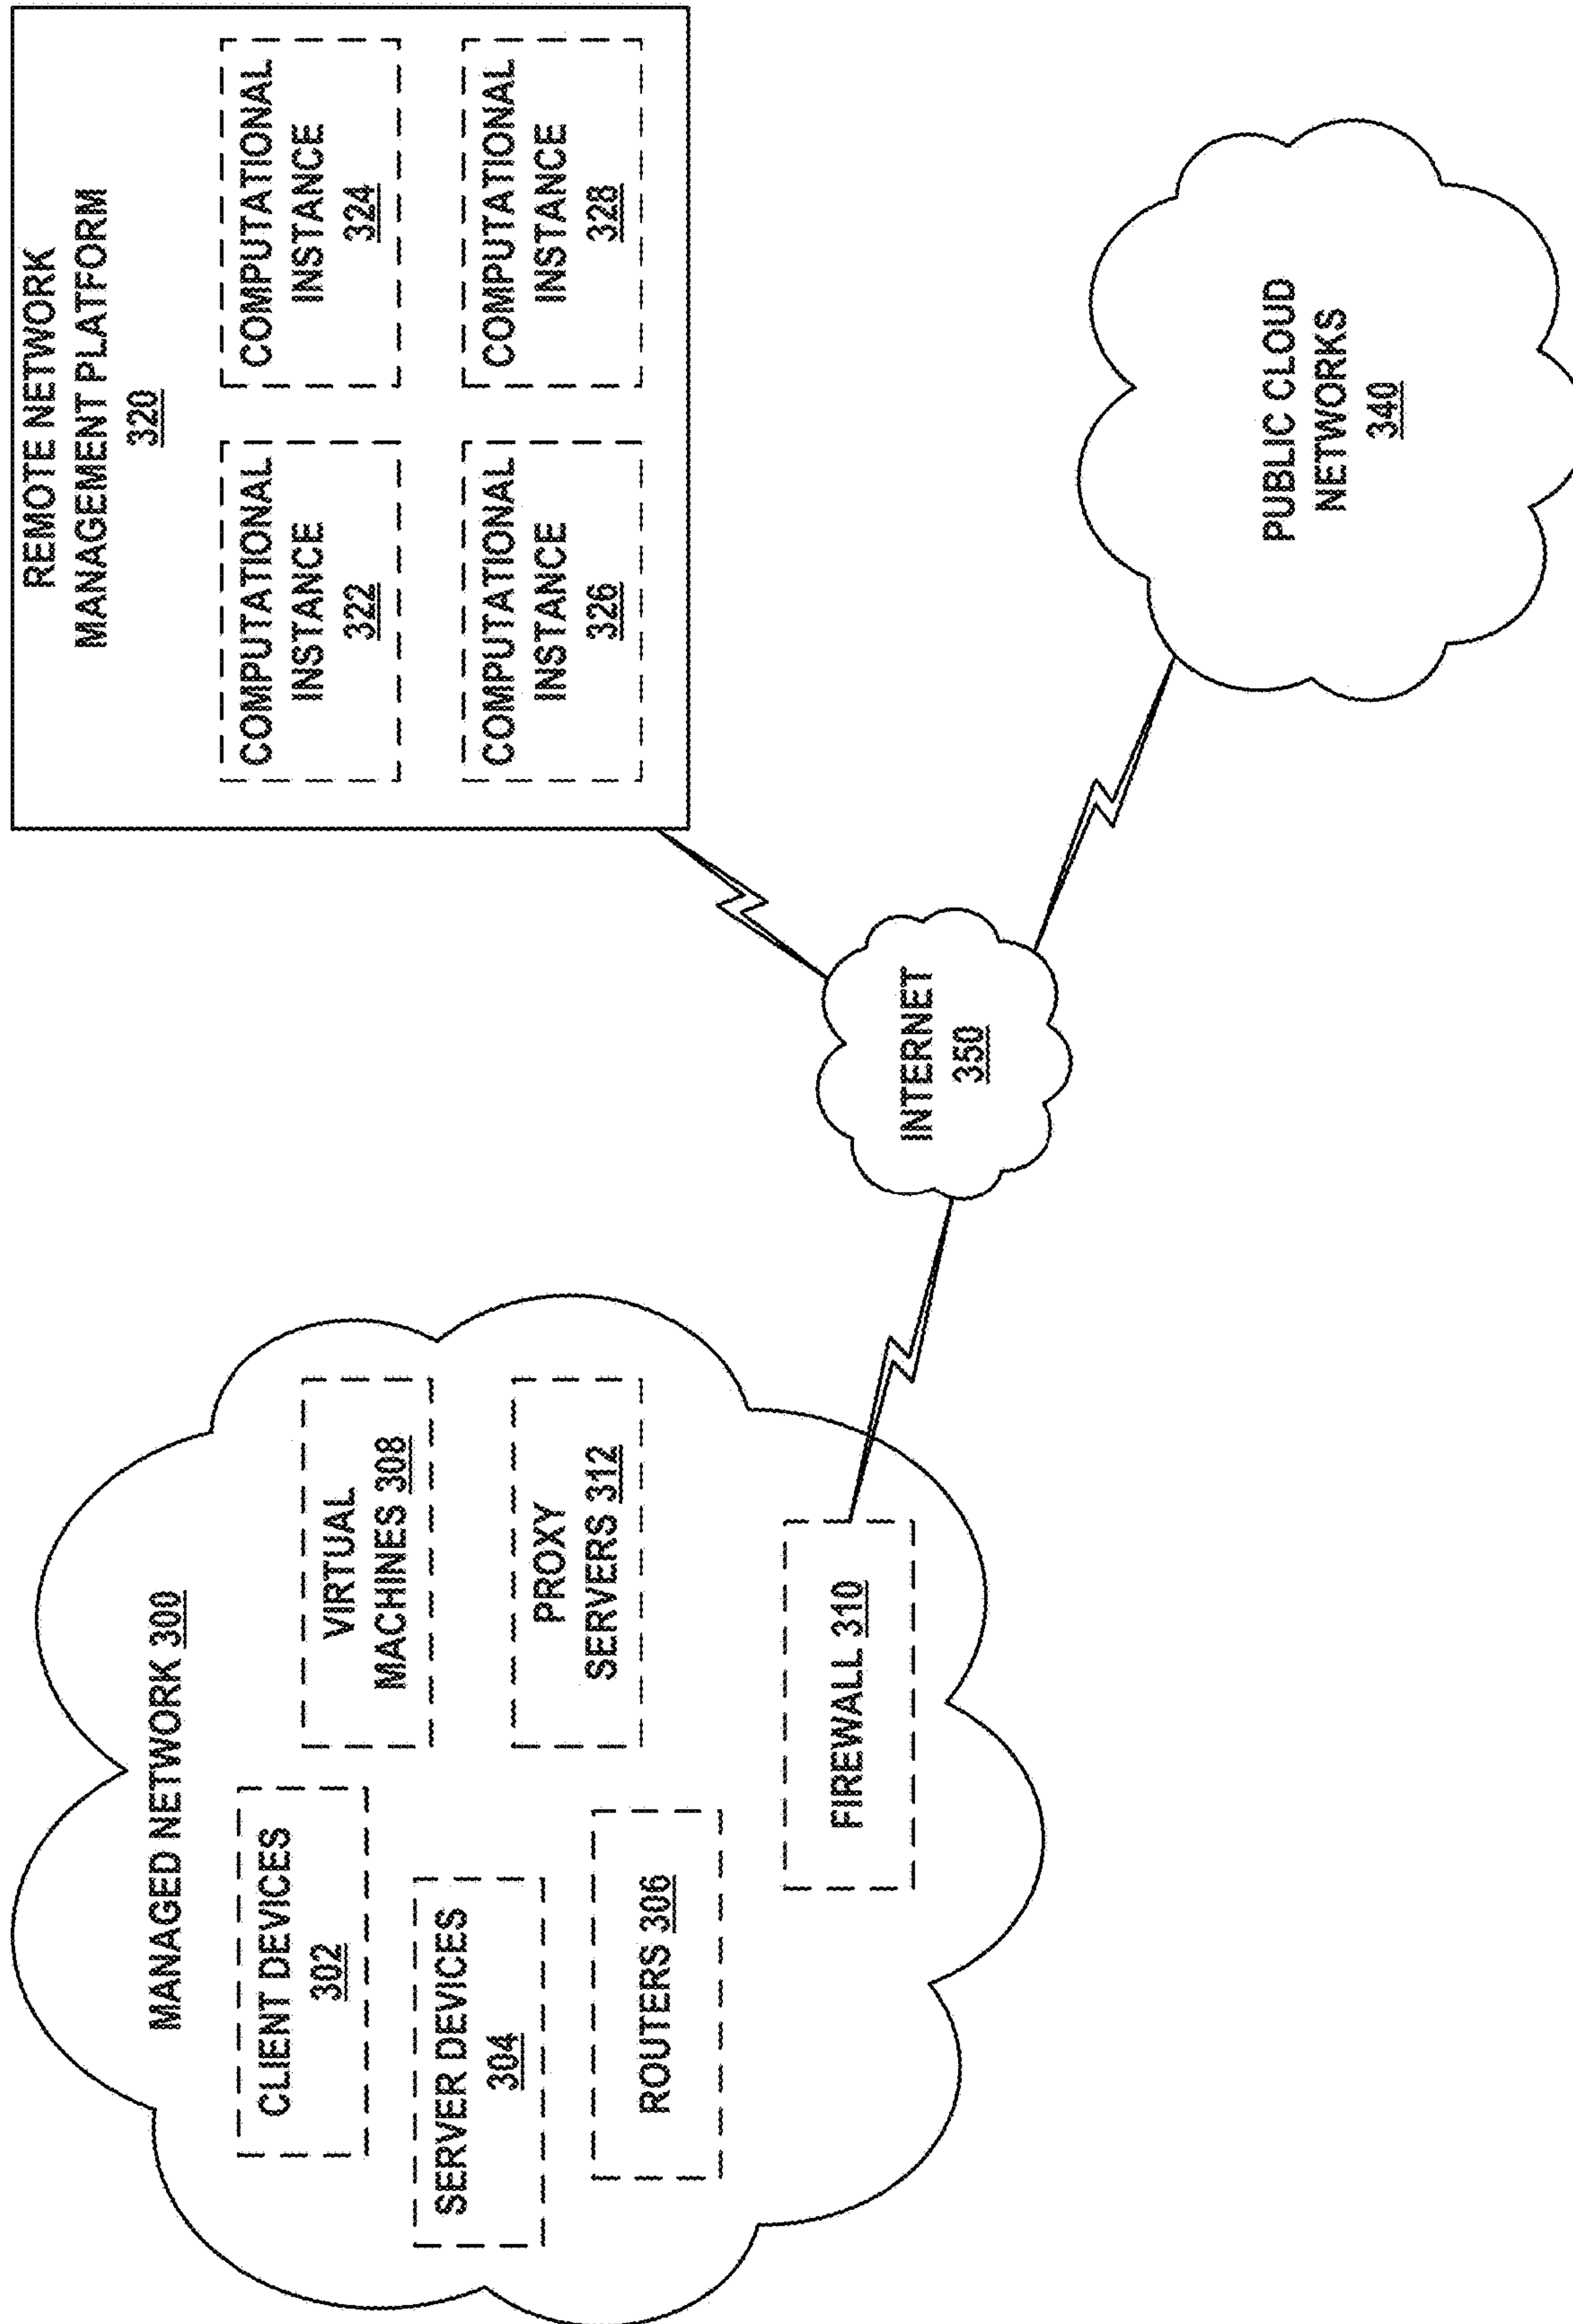 MANAGED NETWORK 300
CLIENT DEVICES
302
SERVER DEVICES
304
ROUTERS 306
VIRTUAL
MACHINES 308
PROXY
SERVERS 312
FIREWALL 310
INTERNET
350
REMOTE NETWORK
MANAGEMENT PLATFORM
320
COMPUTATIONAL
INSTANCE
322
COMPUTATIONAL
INSTANCE
324
COMPUTATIONAL
INSTANCE
326
COMPUTATIONAL
INSTANCE
328
PUBLIC CLOUD
NETWORKS
340